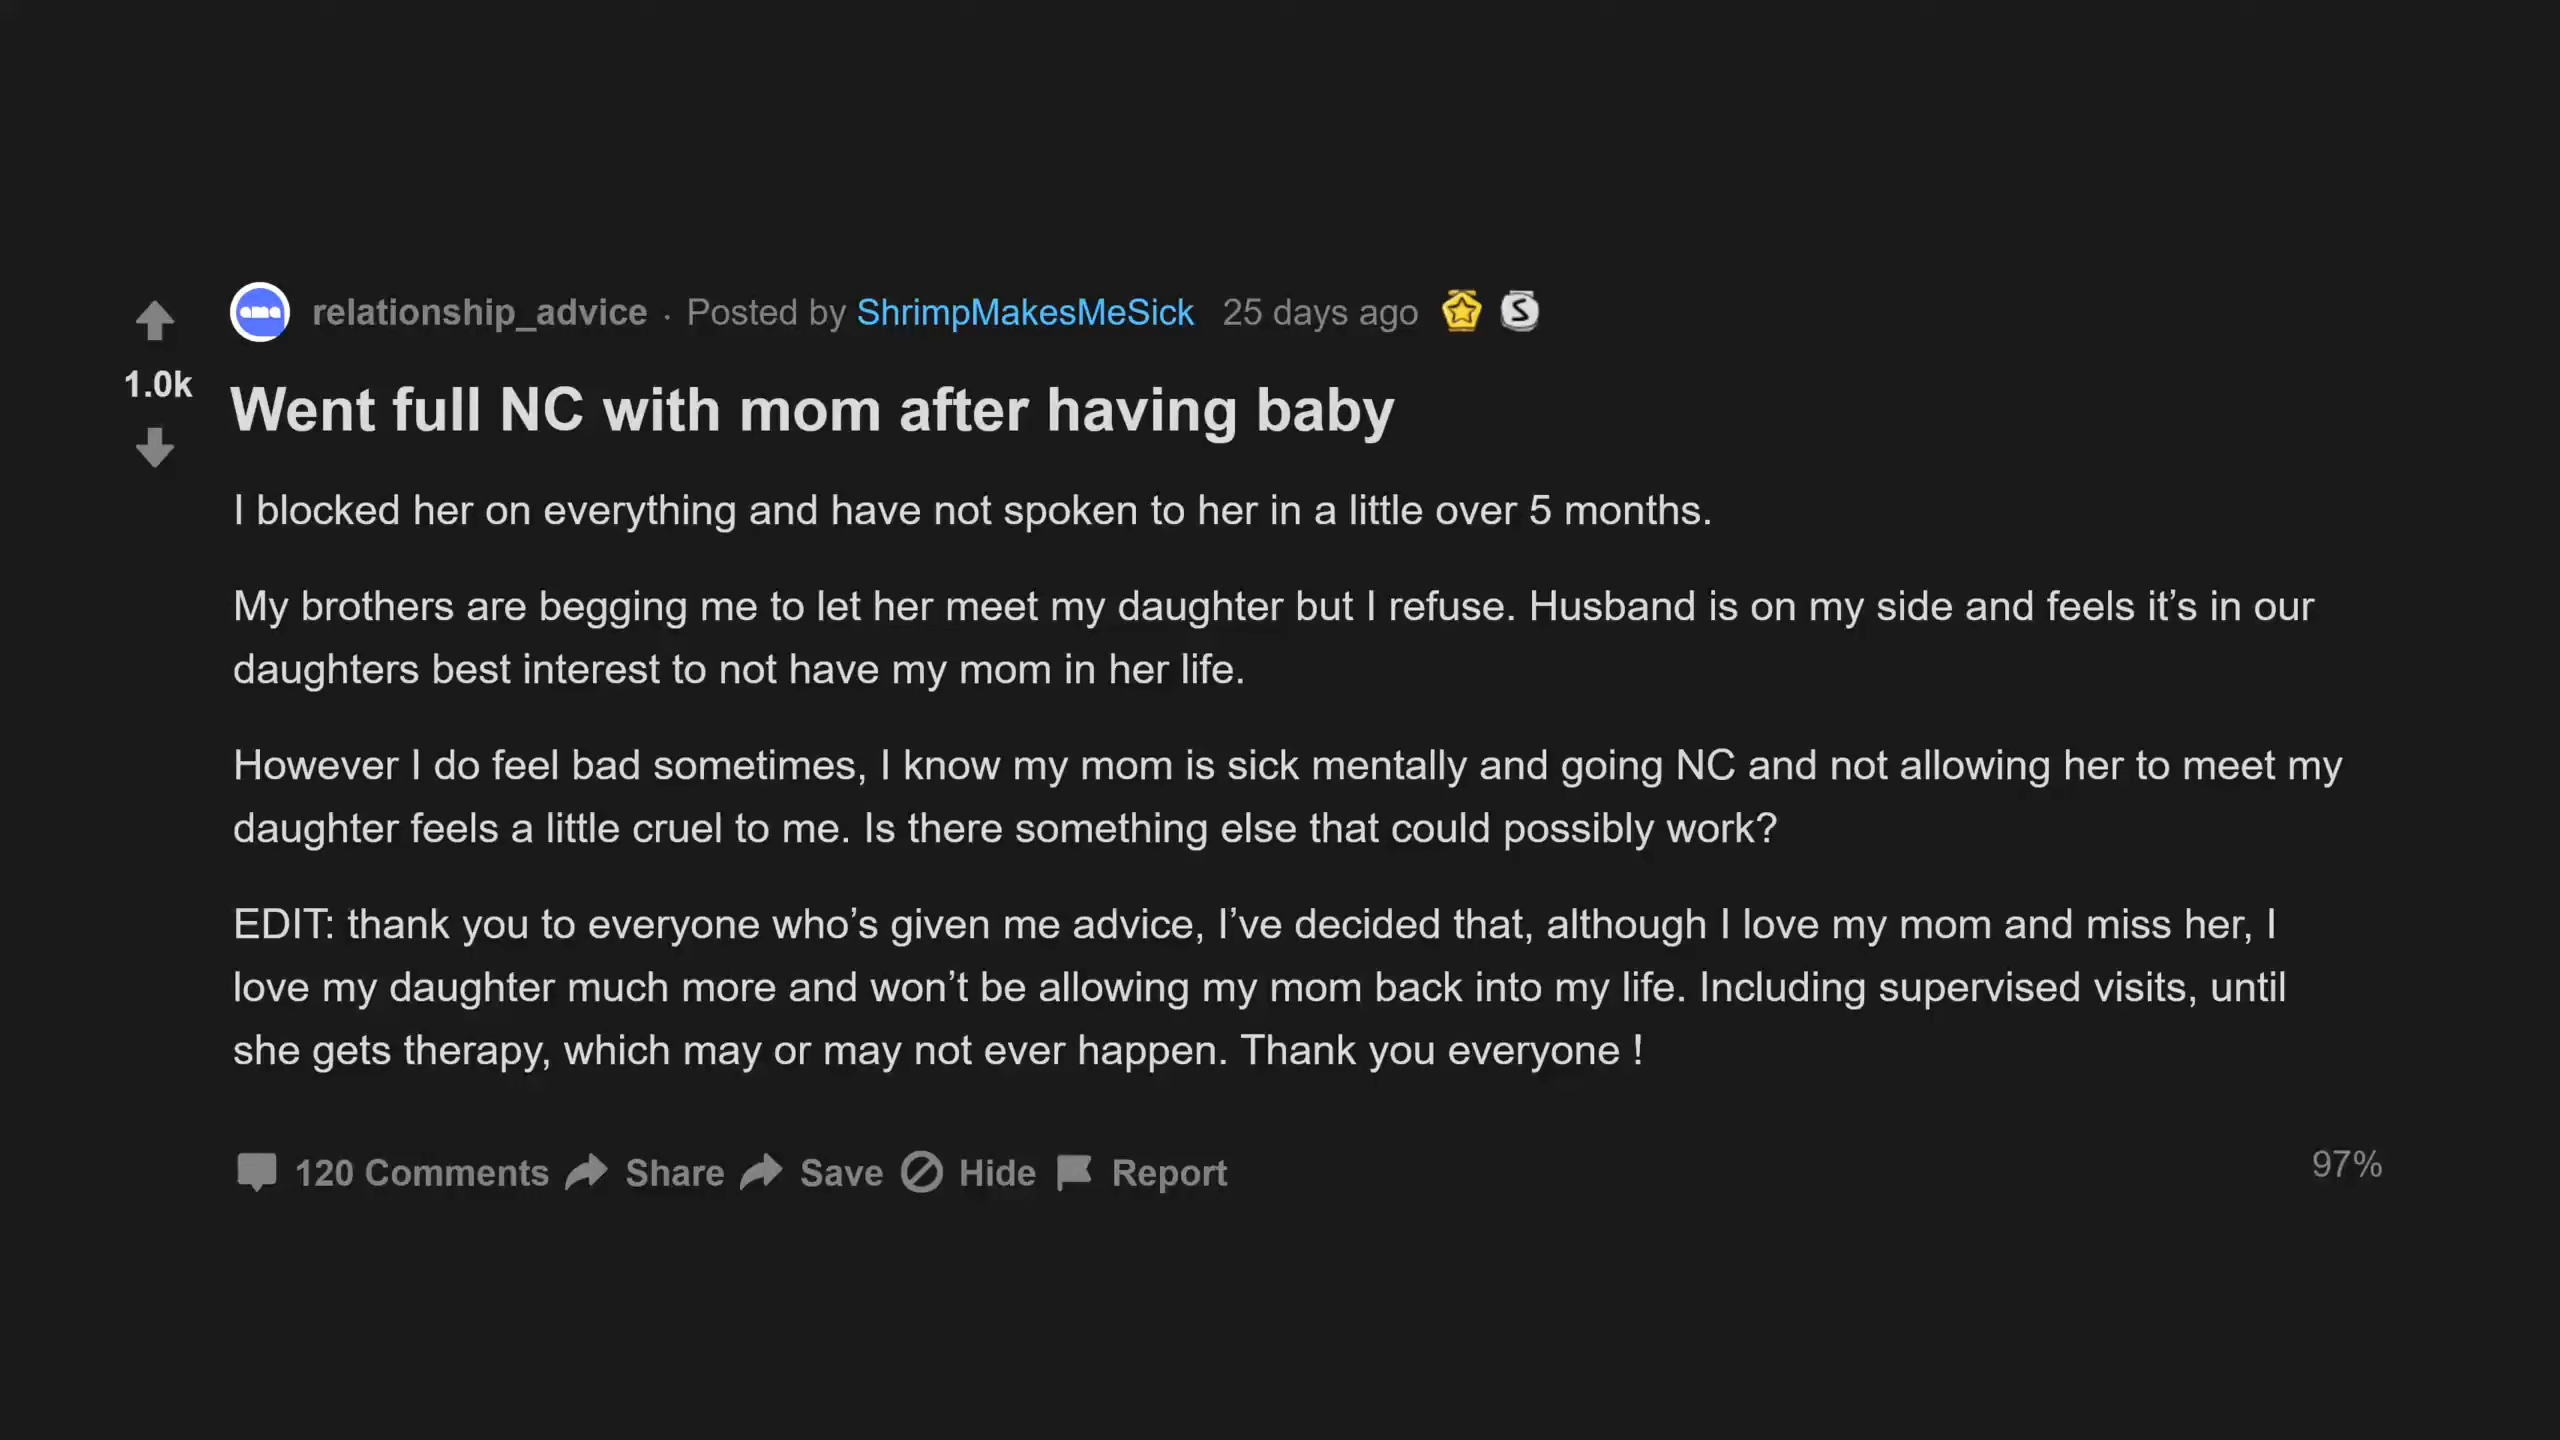 relationship_advice · Posted by ShrimpMakesMeSick 25 days ago
1.0k
Went full NC with mom after having baby
I blocked her on everything and have not spoken to her in a little over 5 months.
My brothers are begging me to let her meet my daughter but I refuse. Husband is on my side and feels it’s in our
daughters best interest to not have my mom in her life.
However I do feel bad sometimes, I know my mom is sick mentally and going NC and not allowing her to meet my
daughter feels a little cruel to me. Is there something else that could possibly work?
EDIT: thank you to everyone who’s given me advice, I’ve decided that, although I love my mom and miss her, I
love my daughter much more and won’t be allowing my mom back into my life. Including supervised visits, until
she gets therapy, which may or may not ever happen. Thank you everyone !
120 Comments Share Save Hide Report
97%